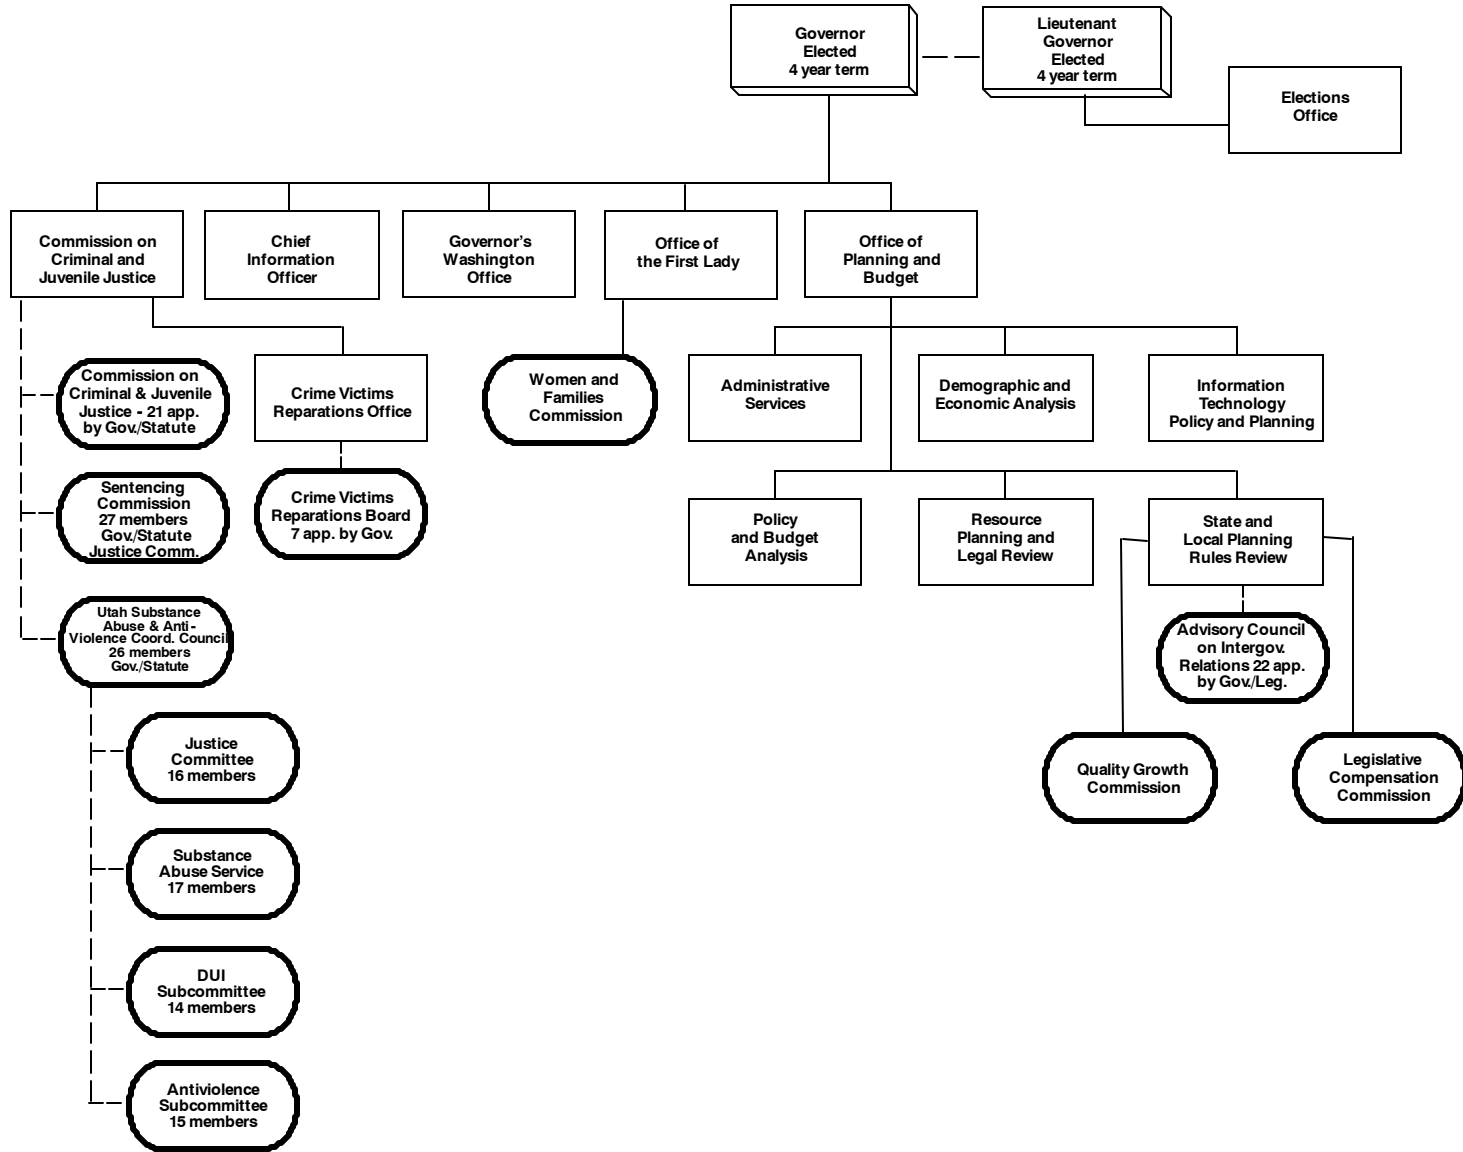 Governor
Elected
4 year term
Lieutenant
Governor
Elected
4 year term
Elections
Office
Commission on
Criminal and
Juvenile Justice
Chief
Information
Officer
Governor's
Washington
Office
Office of
the First Lady
Office of
Planning and
Budget
Commission on
Criminal & Juvenile
Justice - 21 app.
by Gov./Statute
Crime Victims
Reparations Office
Women and
Families
Commission
Administrative
Services
Demographic and
Economic Analysis
Information
Technology
Policy and Planning
Sentencing
Commission
27 members
Gov./Statute
Justice Comm.
Crime Victims
Reparations Board
7 app. by Gov.
Policy
and Budget
Analysis
Resource
Planning and
Legal Review
State and
Local Planning
Rules Review
Utah Substance
Abuse & Anti-
Violence Coord. Council
26 members
Gov./Statute
Advisory Council
on Intergov.
Relations 22 app.
by Gov./Leg.
Justice
Committee
16 members
Quality Growth
Commission
Legislative
Compensation
Commission
Substance
Abuse Service
17 members
DUI
Subcommittee
14 members
Antiviolence
Subcommittee
15 members